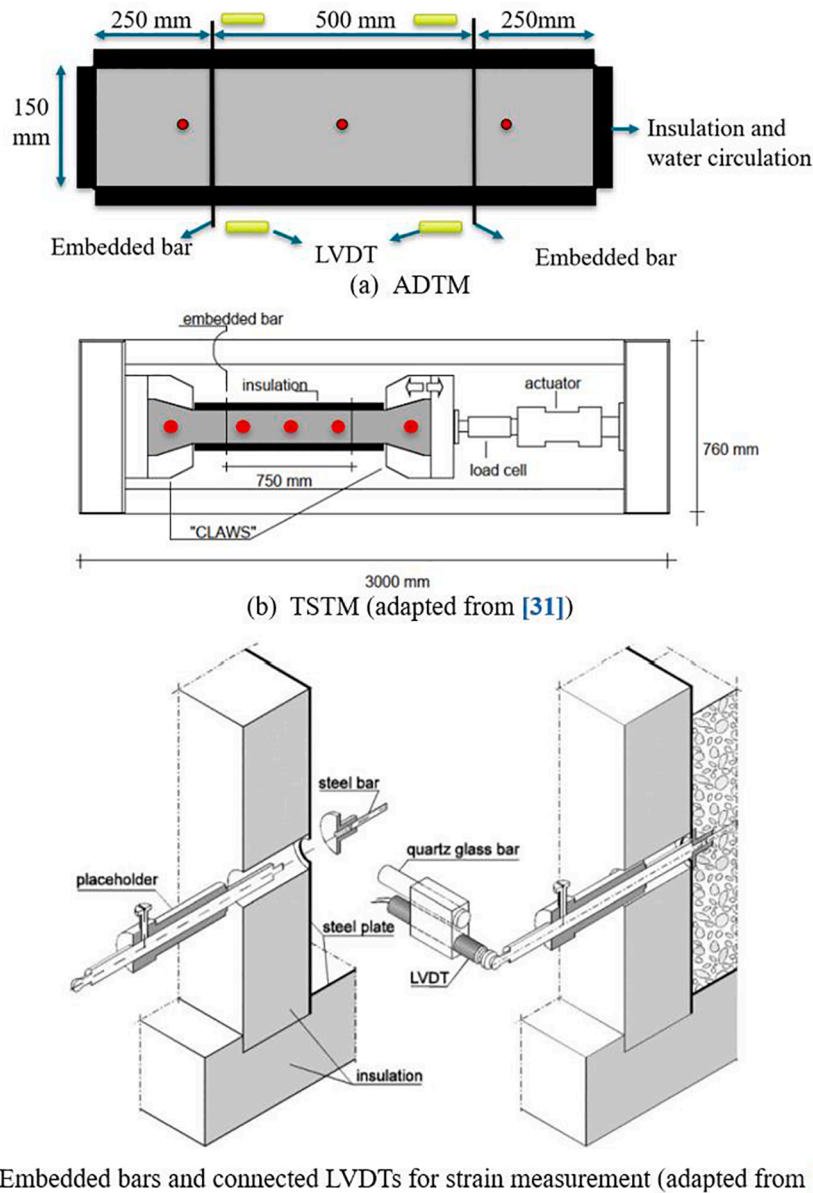 250 mm
500 mm
250mm
150
mm
Insulation and
water circulation
Embedded bar
LVDT
Embedded bar
(a) ADTM
embedded bar
insulation
actuator
load cell
760 mm
750 mm
"CLAWS"
3000 mm
(b) TSTM (adapted from [31])
steel bar
quartz glass bar
placeholder
steel plate
LVDT
insulation
Embedded bars and connected LVDTs for strain measurement (adapted from